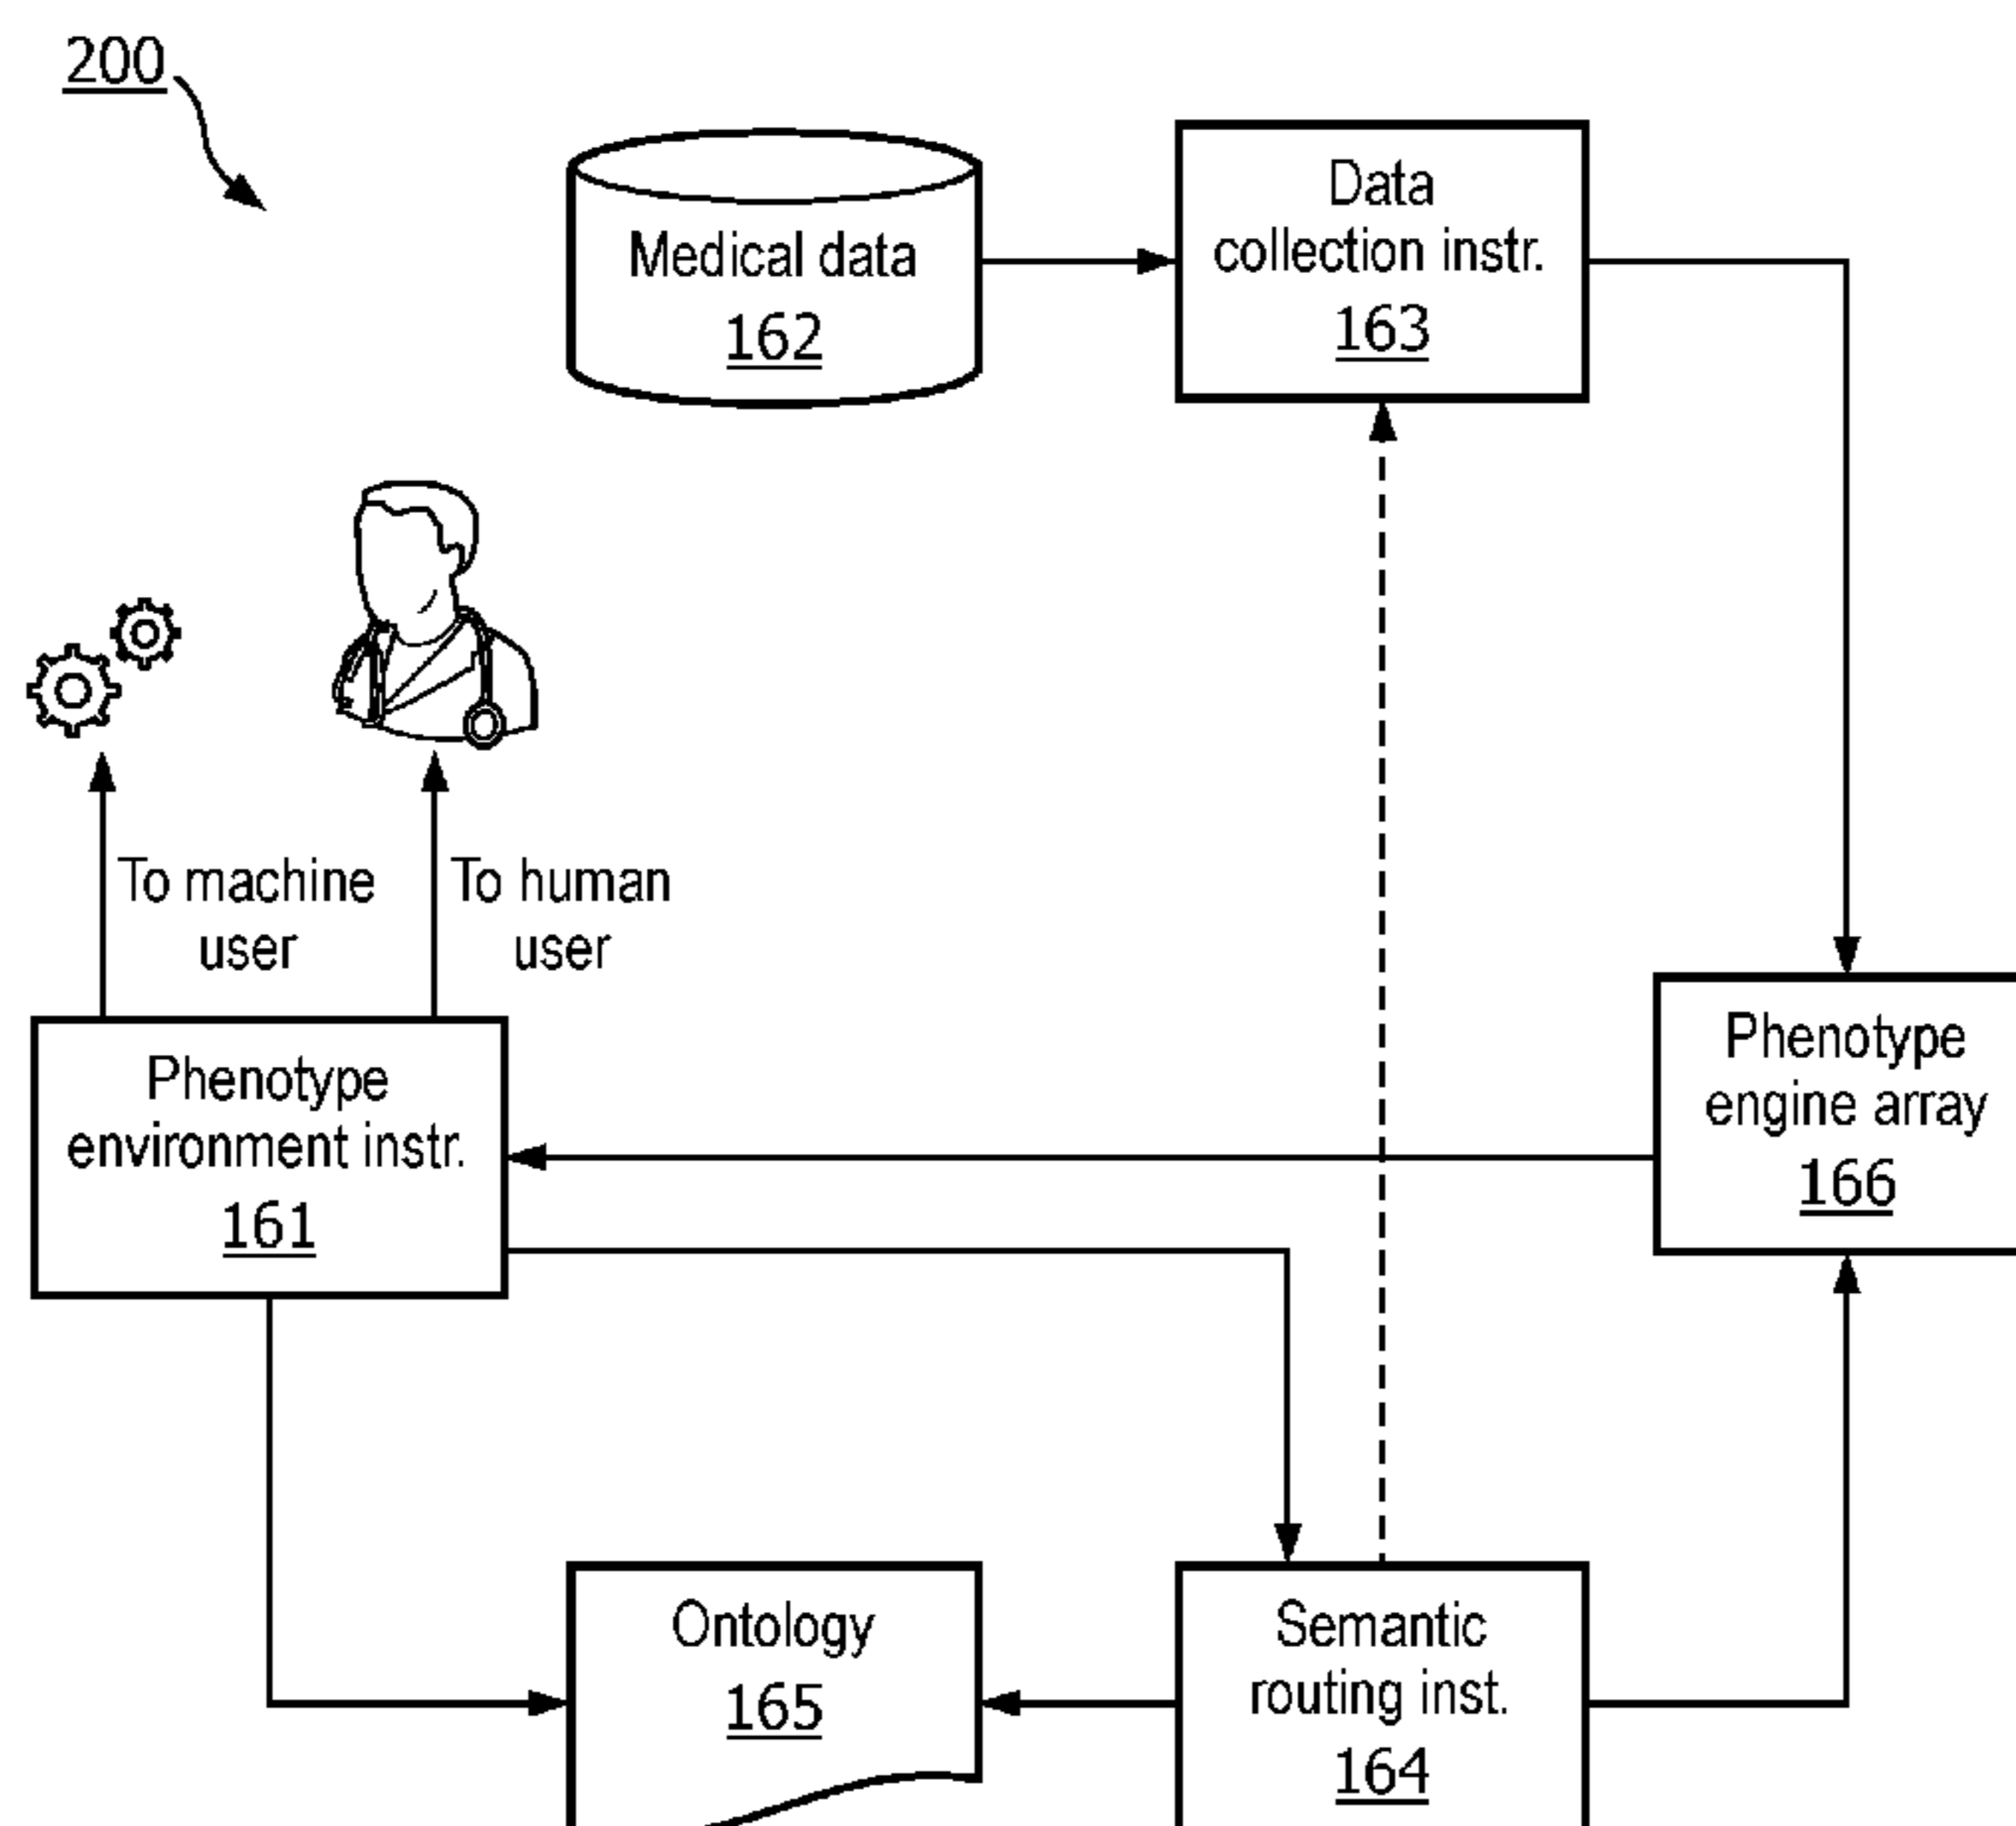 200
Medical data
162
Data
collection instr.
163
To machine
user
To human
user
Phenotype
environment instr.
161
Phenotype
engine array
166
Ontology
165
Semantic
routing inst.
164